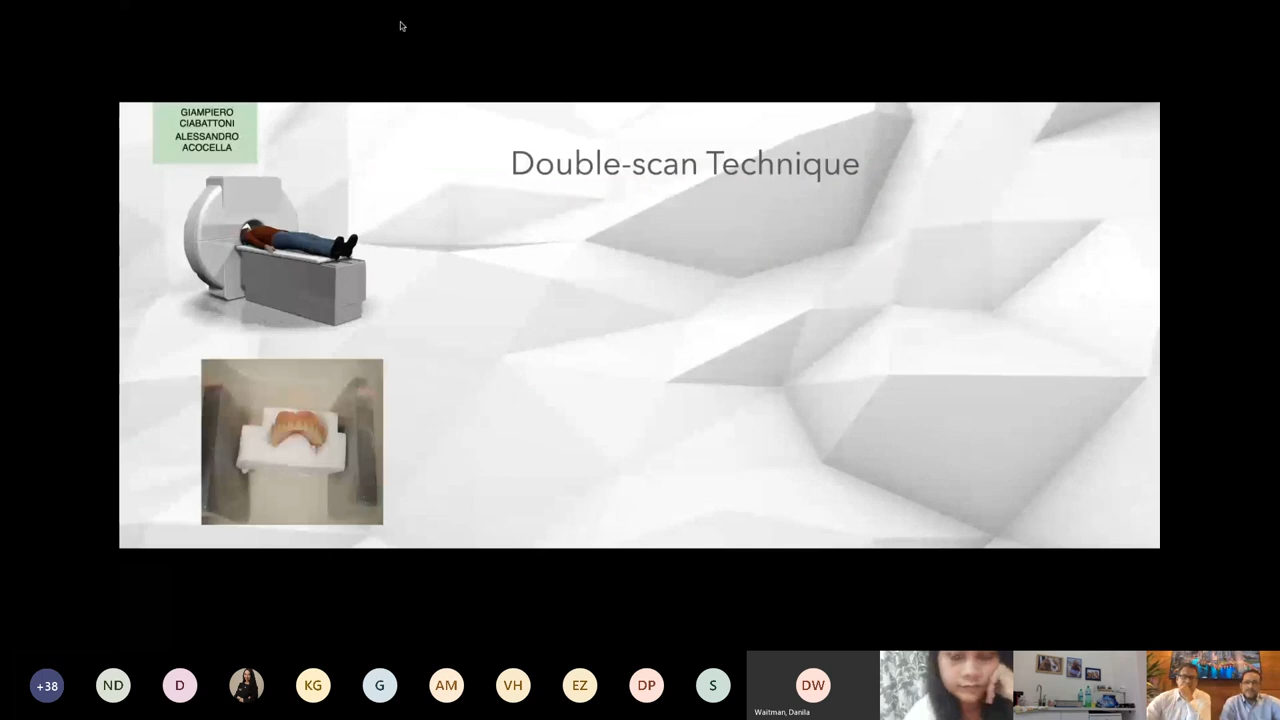 GIAMPIERO
CIABATTONI
ALESSANDRO
ACOCELLA
Double-scan Technique
+38
ND
D
KG
G
AM
VH
EZ
DP
S
DW
Waitman, Danila